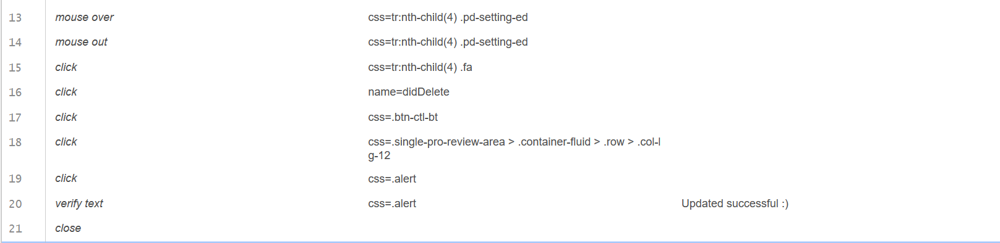 13 mouse over css=tr:nth-child(4) .pd-setting-ed
14 mouse out css=tr:nth-child(4) .pd-setting-ed
15 click css=tr:nth-child(4) .fa
16 click name=didDelete
17 click css=.btn-ctl-bt
18 click css=.single-pro-review-area > .container-fluid > .row > .col-l
g-12
19 click css=.alert
20 verify text css=.alert Updated successful :)
21 close